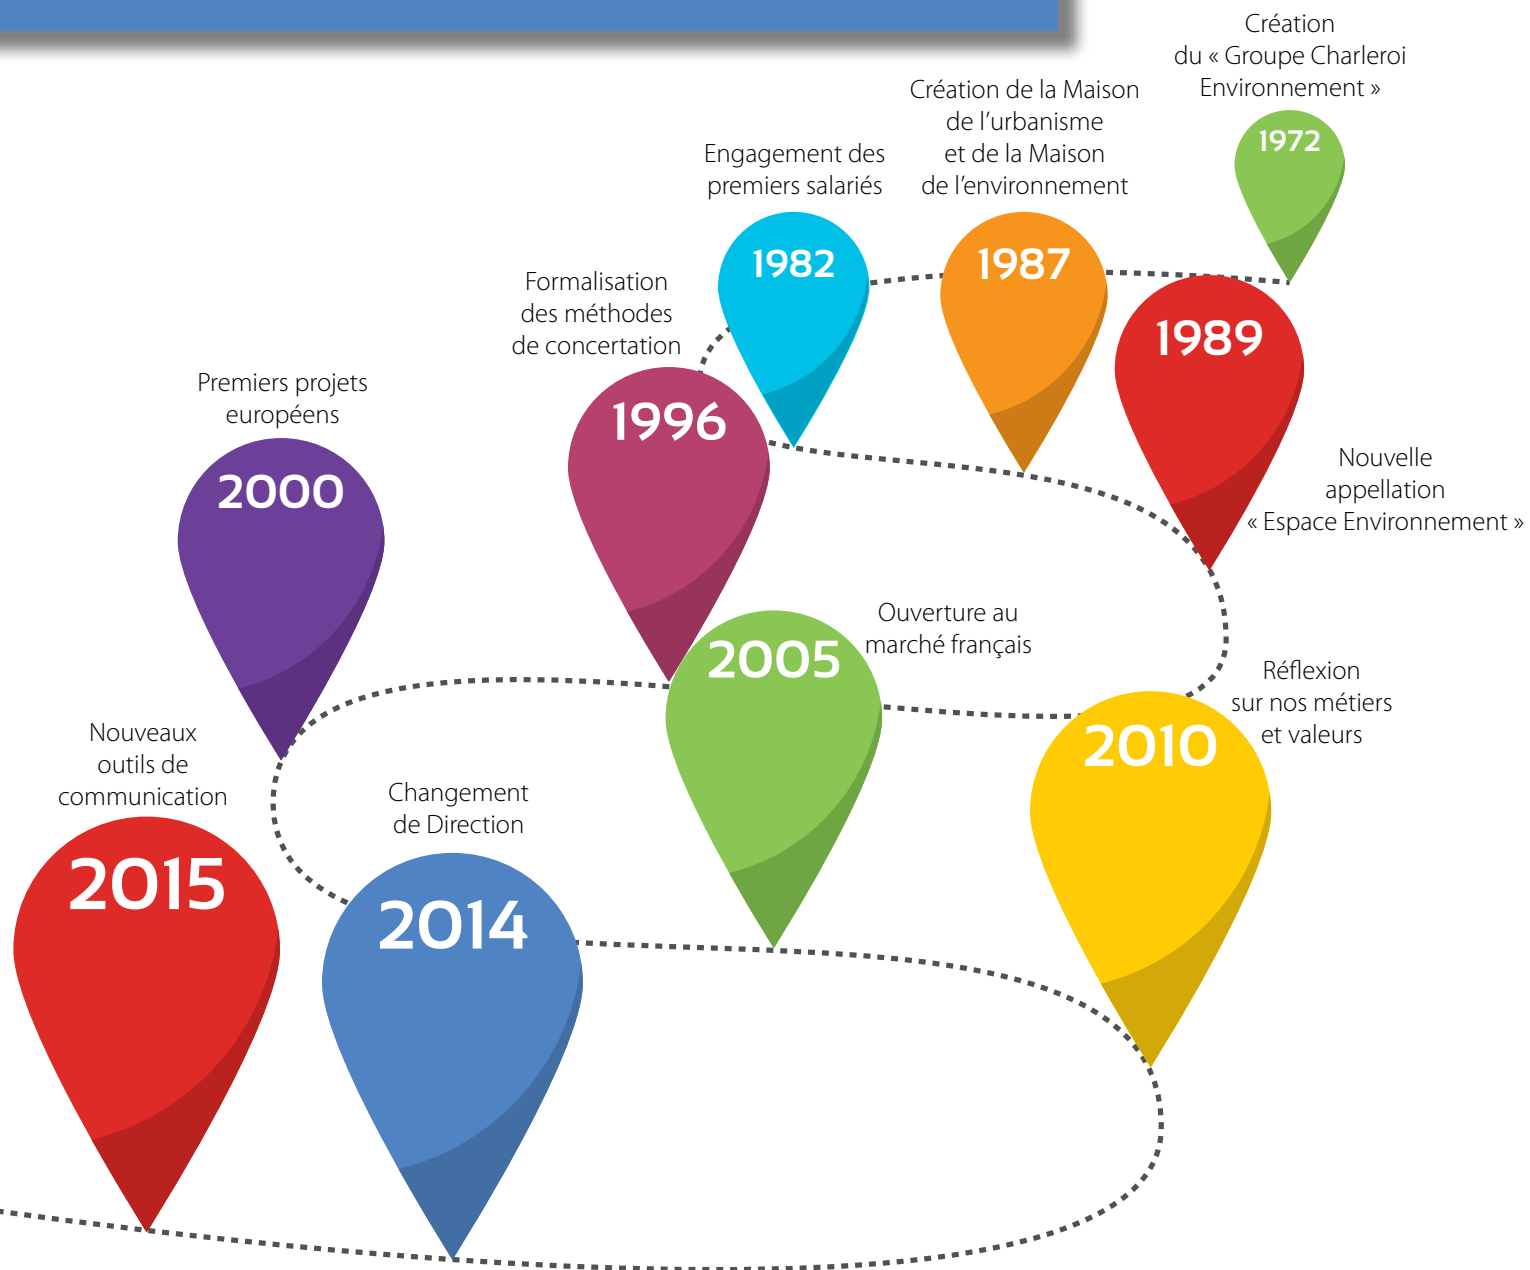 Création
du « Groupe Charleroi
Environnement »
1972
Engagement des
premiers salariés
1982
Création de la Maison
de l'urbanisme
et de la Maison
de l'environnement
1987
1989
Nouvelle
appellation
« Espace Environnement »
Formalisation
des méthodes
de concertation
1996
Premiers projets
européens
2000
2005
Ouverture au
marché français
Réflexion
sur nos métiers
et valeurs
2010
Changement
de Direction
2014
Nouveaux
outils de
communication
2015